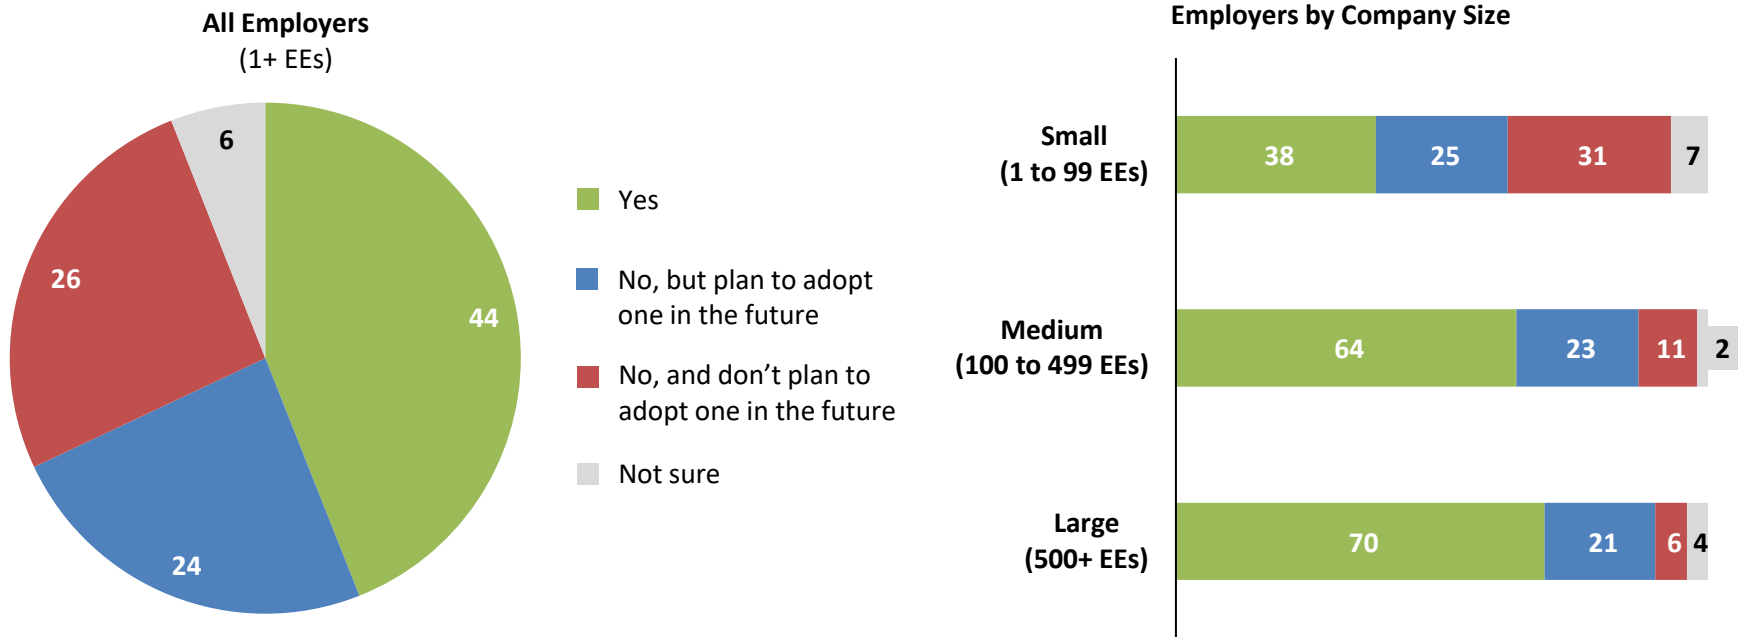 All Employers
(1+ EEs)
6
26
44
24
Yes
No, but plan to adopt
one in the future
No, and don’t plan to
adopt one in the future
Not sure
Employers by Company Size
Small
(1 to 99 EEs)
38 25 31 7
Medium
(100 to 499 EEs)
64 23 11 2
Large
(500+ EEs)
70 21 6 4